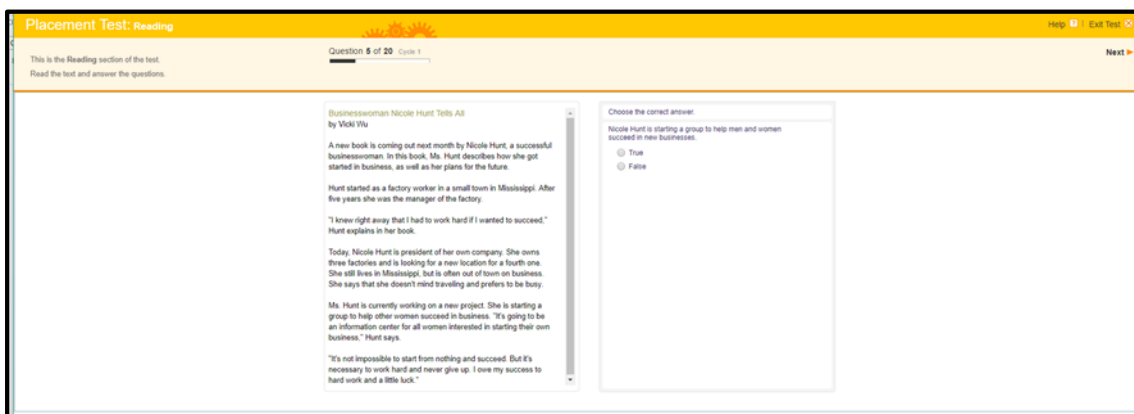 Placement Test: Reading
Help ? | Exit Test
Question 5 of 20 Cycle 1
Next
This is the Reading section of the test.
Read the text and answer the questions.
Businesswoman Nicole Hunt Tells All
by Vicki Wu
A new book is coming out next month by Nicole Hunt, a successful
businesswoman. In this book, Ms. Hunt describes how she got
started in business, as well as her plans for the future.
Hunt started as a factory worker in a small town in Mississippi. After
five years she was the manager of the factory.
"I knew right away that I had to work hard if I wanted to succeed,"
Hunt explains in her book.
Today, Nicole Hunt is president of her own company. She owns
three factories and is looking for a new location for a fourth one.
She still lives in Mississippi, but is often out of town on business.
She says that she doesn't mind traveling and prefers to be busy.
Ms. Hunt is currently working on a new project. She is starting a
group to help other women succeed in business. "It's going to be
an information center for all women interested in starting their own
business," Hunt says.
"It's not impossible to start from nothing and succeed. But it's
necessary to work hard and never give up. I owe my success to
hard work and a little luck."
Choose the correct answer.
Nicole Hunt is starting a group to help men and women
succeed in new businesses.
True
False